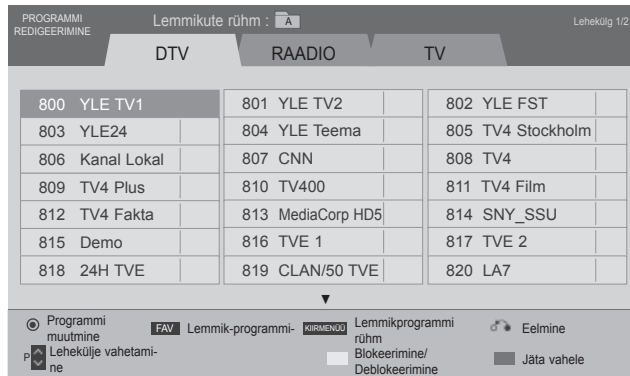 PROGRAMMI
REDIGEERIMINE
Lemmikute rühm : A
Lehekülg 1/2
DTV RAADIO TV
800 YLE TV1 801 YLE TV2 802 YLE FST
803 YLE24 804 YLE Teema 805 TV4 Stockholm
806 Kanal Lokal 807 CNN 808 TV4
809 TV4 Plus 810 TV400 811 TV4 Film
812 TV4 Fakta 813 MediaCorp HD5 814 SNY_SSU
815 Demo 816 TVE 1 817 TVE 2
818 24H TVE 819 CLAN/50 TVE 820 LA7
Programmi
muutmine
FAV Lemmik-programmi-
KIIRMENÜÜ Lemmikprogrammi
rühm
Eelmine
P Lehekülje vahetami-
ne
Blokeerimine/
Deblokeerimine
Jäta vahele